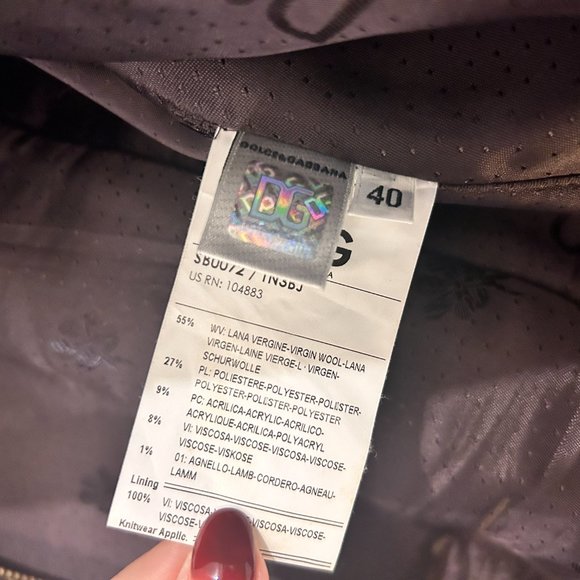 DOLCE&GABBANA
DG
40
G
A
SB0072 / TN3BJ
US RN: 104883
55%
WV: LANA VERGINE-VIRGIN WOOL-LANA
VIRGEN-LAINE VIERGE-L · VIRGEN-
SCHURWOLLE
27%
PL: POLIESTERE-POLYESTER-POLIESTER-
POLYESTER-POLIESTER-POLYESTER
9%
PC: ACRILICA-ACRYLIC-ACRILICO-
ACRYLIQUE-ACRILICA-POLYACRYL
8%
VI: VISCOSA-VISCOSE-VISCOSA-VISCOSE-
VISCOSE-VISKOSE
1%
01: AGNELLO-LAMB-CORDERO-AGNEAU-
LAMM
Lining
100%
VI: VISCOSA-VISCOSE-VISCOSA-VISCOSE-
VISCOSE-V
Knitwear Applic.